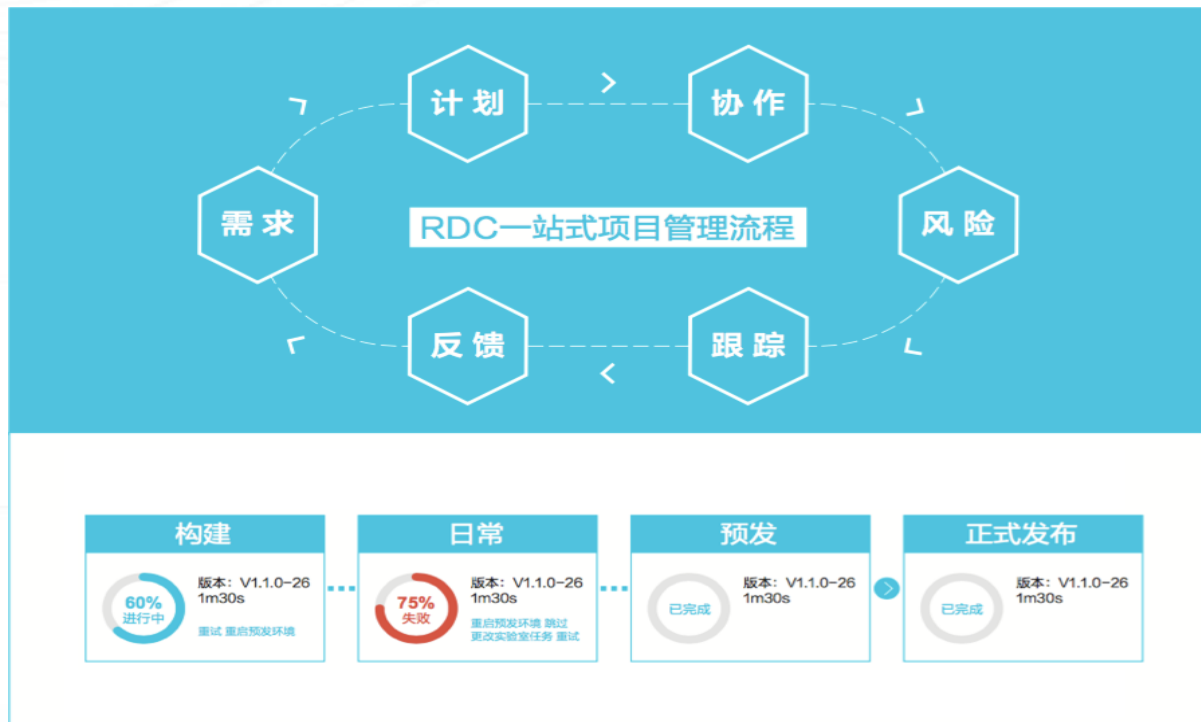 计划
协作
需求
RDC一站式项目管理流程
风险
反馈
跟踪
构建
60%
进行中
版本：V1.1.0-26
1m30s
重试 重启预发环境
日常
75%
失败
版本：V1.1.0-26
1m30s
重启预发环境 跳过
更改实验室任务 重试
预发
已完成
版本：V1.1.0-26
1m30s
正式发布
已完成
版本：V1.1.0-26
1m30s